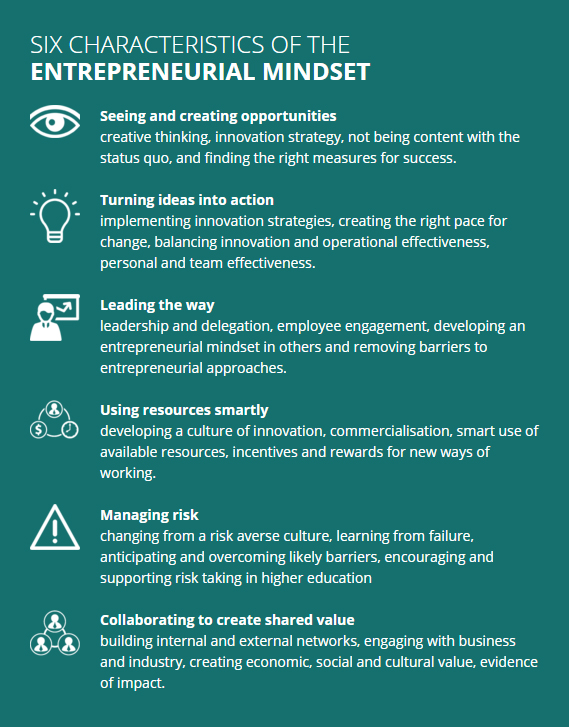 SIX CHARACTERISTICS OF THE
ENTREPRENEURIAL MINDSET
Seeing and creating opportunities
creative thinking, innovation strategy, not being content with the
status quo, and finding the right measures for success.
Turning ideas into action
implementing innovation strategies, creating the right pace for
change, balancing innovation and operational effectiveness,
personal and team effectiveness.
Leading the way
leadership and delegation, employee engagement, developing an
entrepreneurial mindset in others and removing barriers to
entrepreneurial approaches.
Using resources smartly
developing a culture of innovation, commercialisation, smart use of
available resources, incentives and rewards for new ways of
working.
$
Managing risk
changing from a risk averse culture, learning from failure,
anticipating and overcoming likely barriers, encouraging and
supporting risk taking in higher education
Collaborating to create shared value
building internal and external networks, engaging with business
and industry, creating economic, social and cultural value, evidence
of impact.